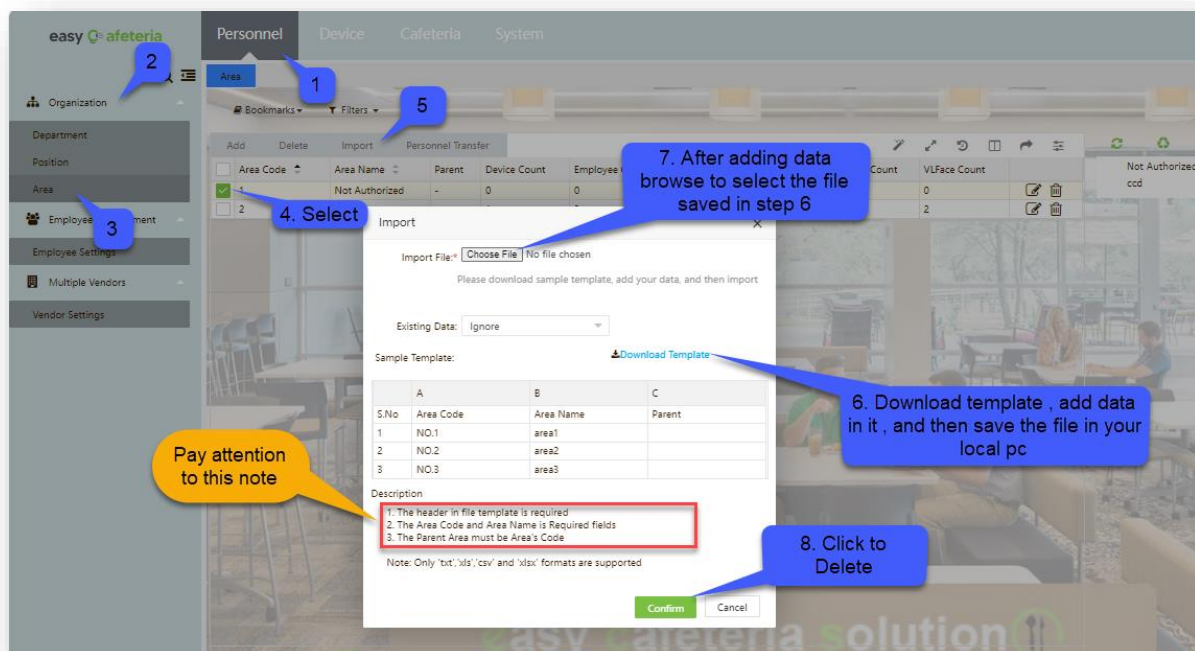 easy Cafeteria
Personnel
Device
Cafeteria
System
2
1
Area
Organization
Bookmarks
Filters
5
Department
Add
Delete
Import
Personnel Transfer
Position
Area Code
Area Name
Parent
Device Count
Employee
Count
VLFace Count
Not Authorized
ccd
Area
1
Not Authorized
-
0
0
0
2
2
4. Select
3
Employee
ment
Employee Settings
Multiple Vendors
Vendor Settings
7. After adding data
browse to select the file
saved in step 6
Import
Import File:* Choose File No file chosen
Please download sample template, add your data, and then import
Existing Data: Ignore
Sample Template:
Download Template
A
B
C
S.No
Area Code
Area Name
Parent
1
NO.1
area1
2
NO.2
area2
3
NO.3
area3
6. Download template , add data
in it , and then save the file in your
local pc
Pay attention
to this note
Description
1. The header in file template is required
2. The Area Code and Area Name is Required fields
3. The Parent Area must be Area's Code
Note: Only 'txt','xls','csv' and 'xlsx' formats are supported
8. Click to
Delete
Confirm
Cancel
easy cafeteria solution